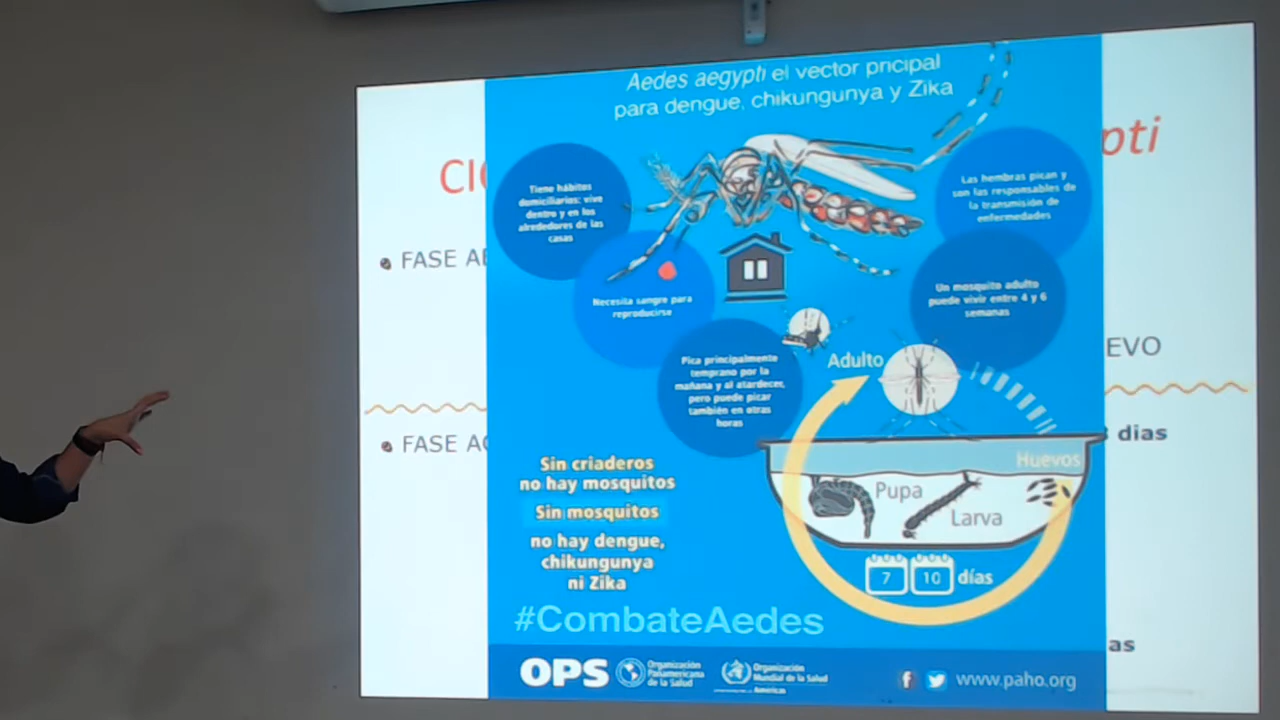 Aedes aegypti el vector pricipal
para dengue, chikungunya y Zika
CI
pti
Tiene hábitos
domiciliarios: vive
dentro y en los
alrededores de las
casas
Las hembras pican y
son las responsables de
la transmisión de
enfermedades
FASE A
Necesita sangre para
reproducirse
Un mosquito adulto
puede vivir entre 4 y 6
semanas
EVO
Pica principalmente
temprano por la
mañana y al atardecer,
pero puede picar
también en otras
horas
Adulto
FASE AC
dias
Huevos
Pupa
Larva
7 10 días
Sin criaderos
no hay mosquitos
Sin mosquitos
no hay dengue,
chikungunya
ni Zika
#CombateAedes
as
OPS
Organización
Panamericana
de la Salud
Organización
Mundial de la Salud
Américas
www.paho.org